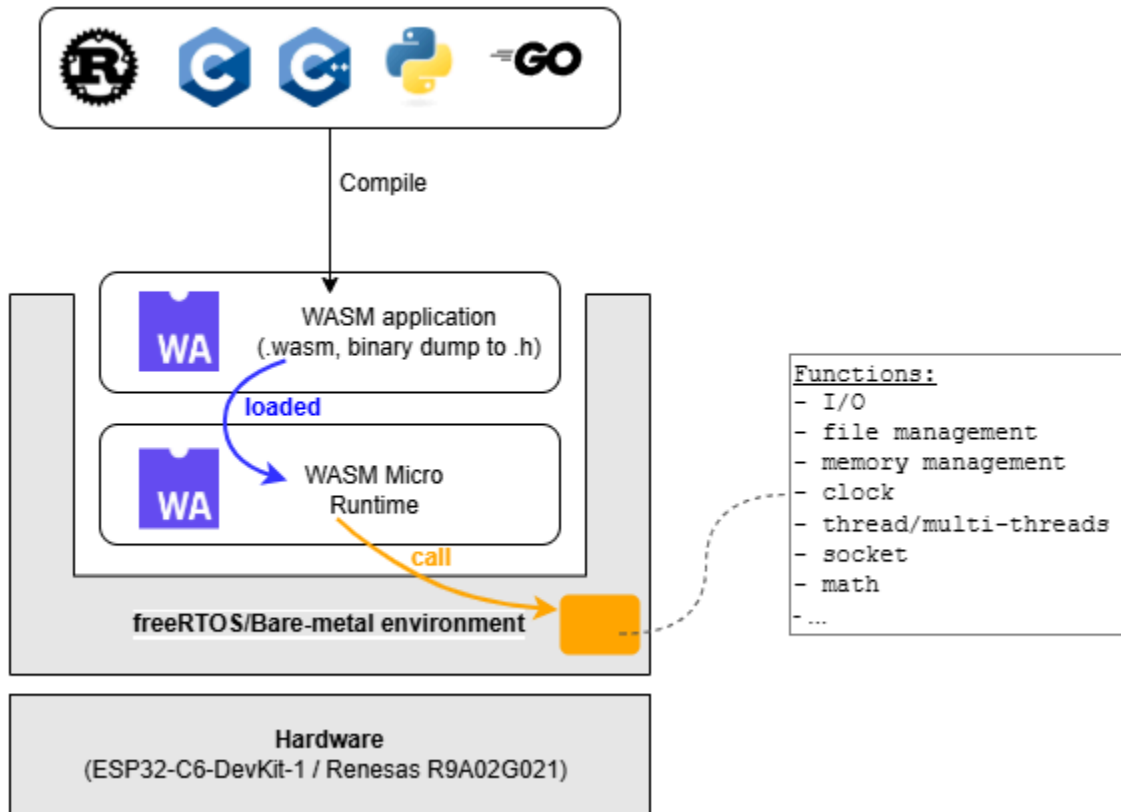 R
C
C++
GO
Compile
WA
WASM application
(.wasm, binary dump to .h)
loaded
WA
WASM Micro
Runtime
call
freeRTOS/Bare-metal environment
Functions:
- I/O
- file management
- memory management
- clock
- thread/multi-threads
- socket
- math
- ...
Hardware
(ESP32-C6-DevKit-1 / Renesas R9A02G021)